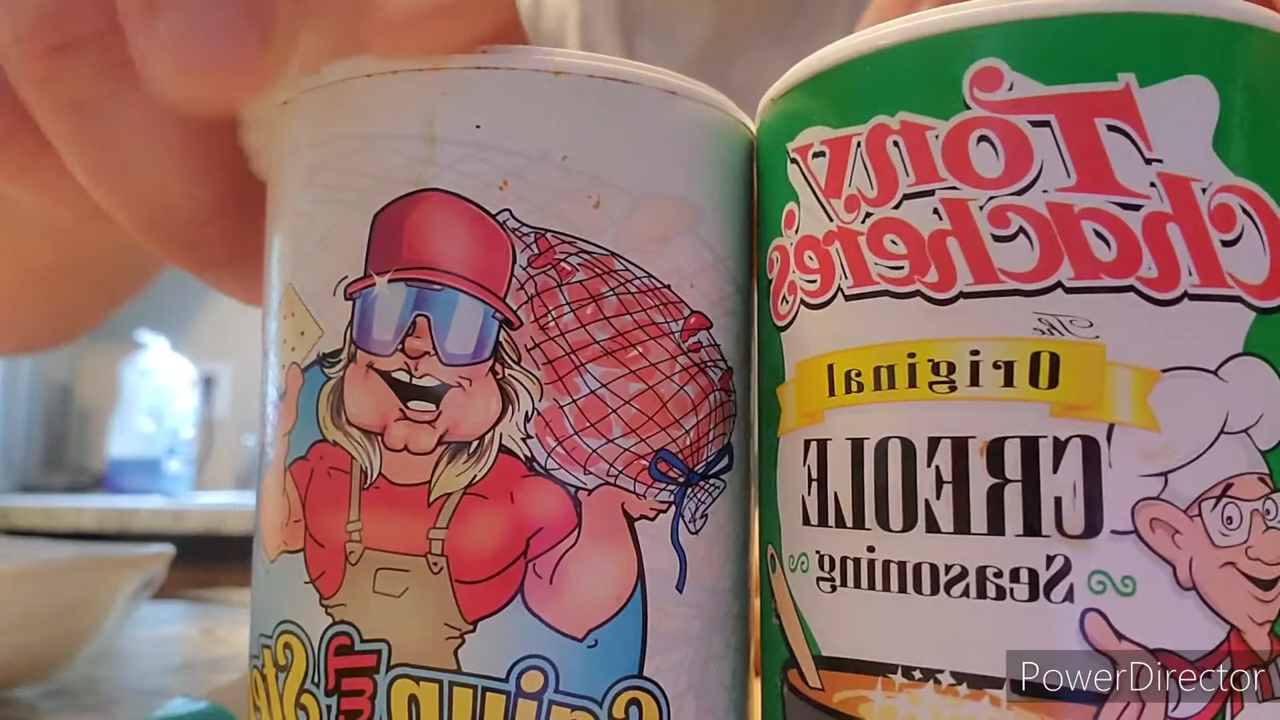 Tony
Chachere's
The
Original
CREOLE
Seasoning
PowerDirector